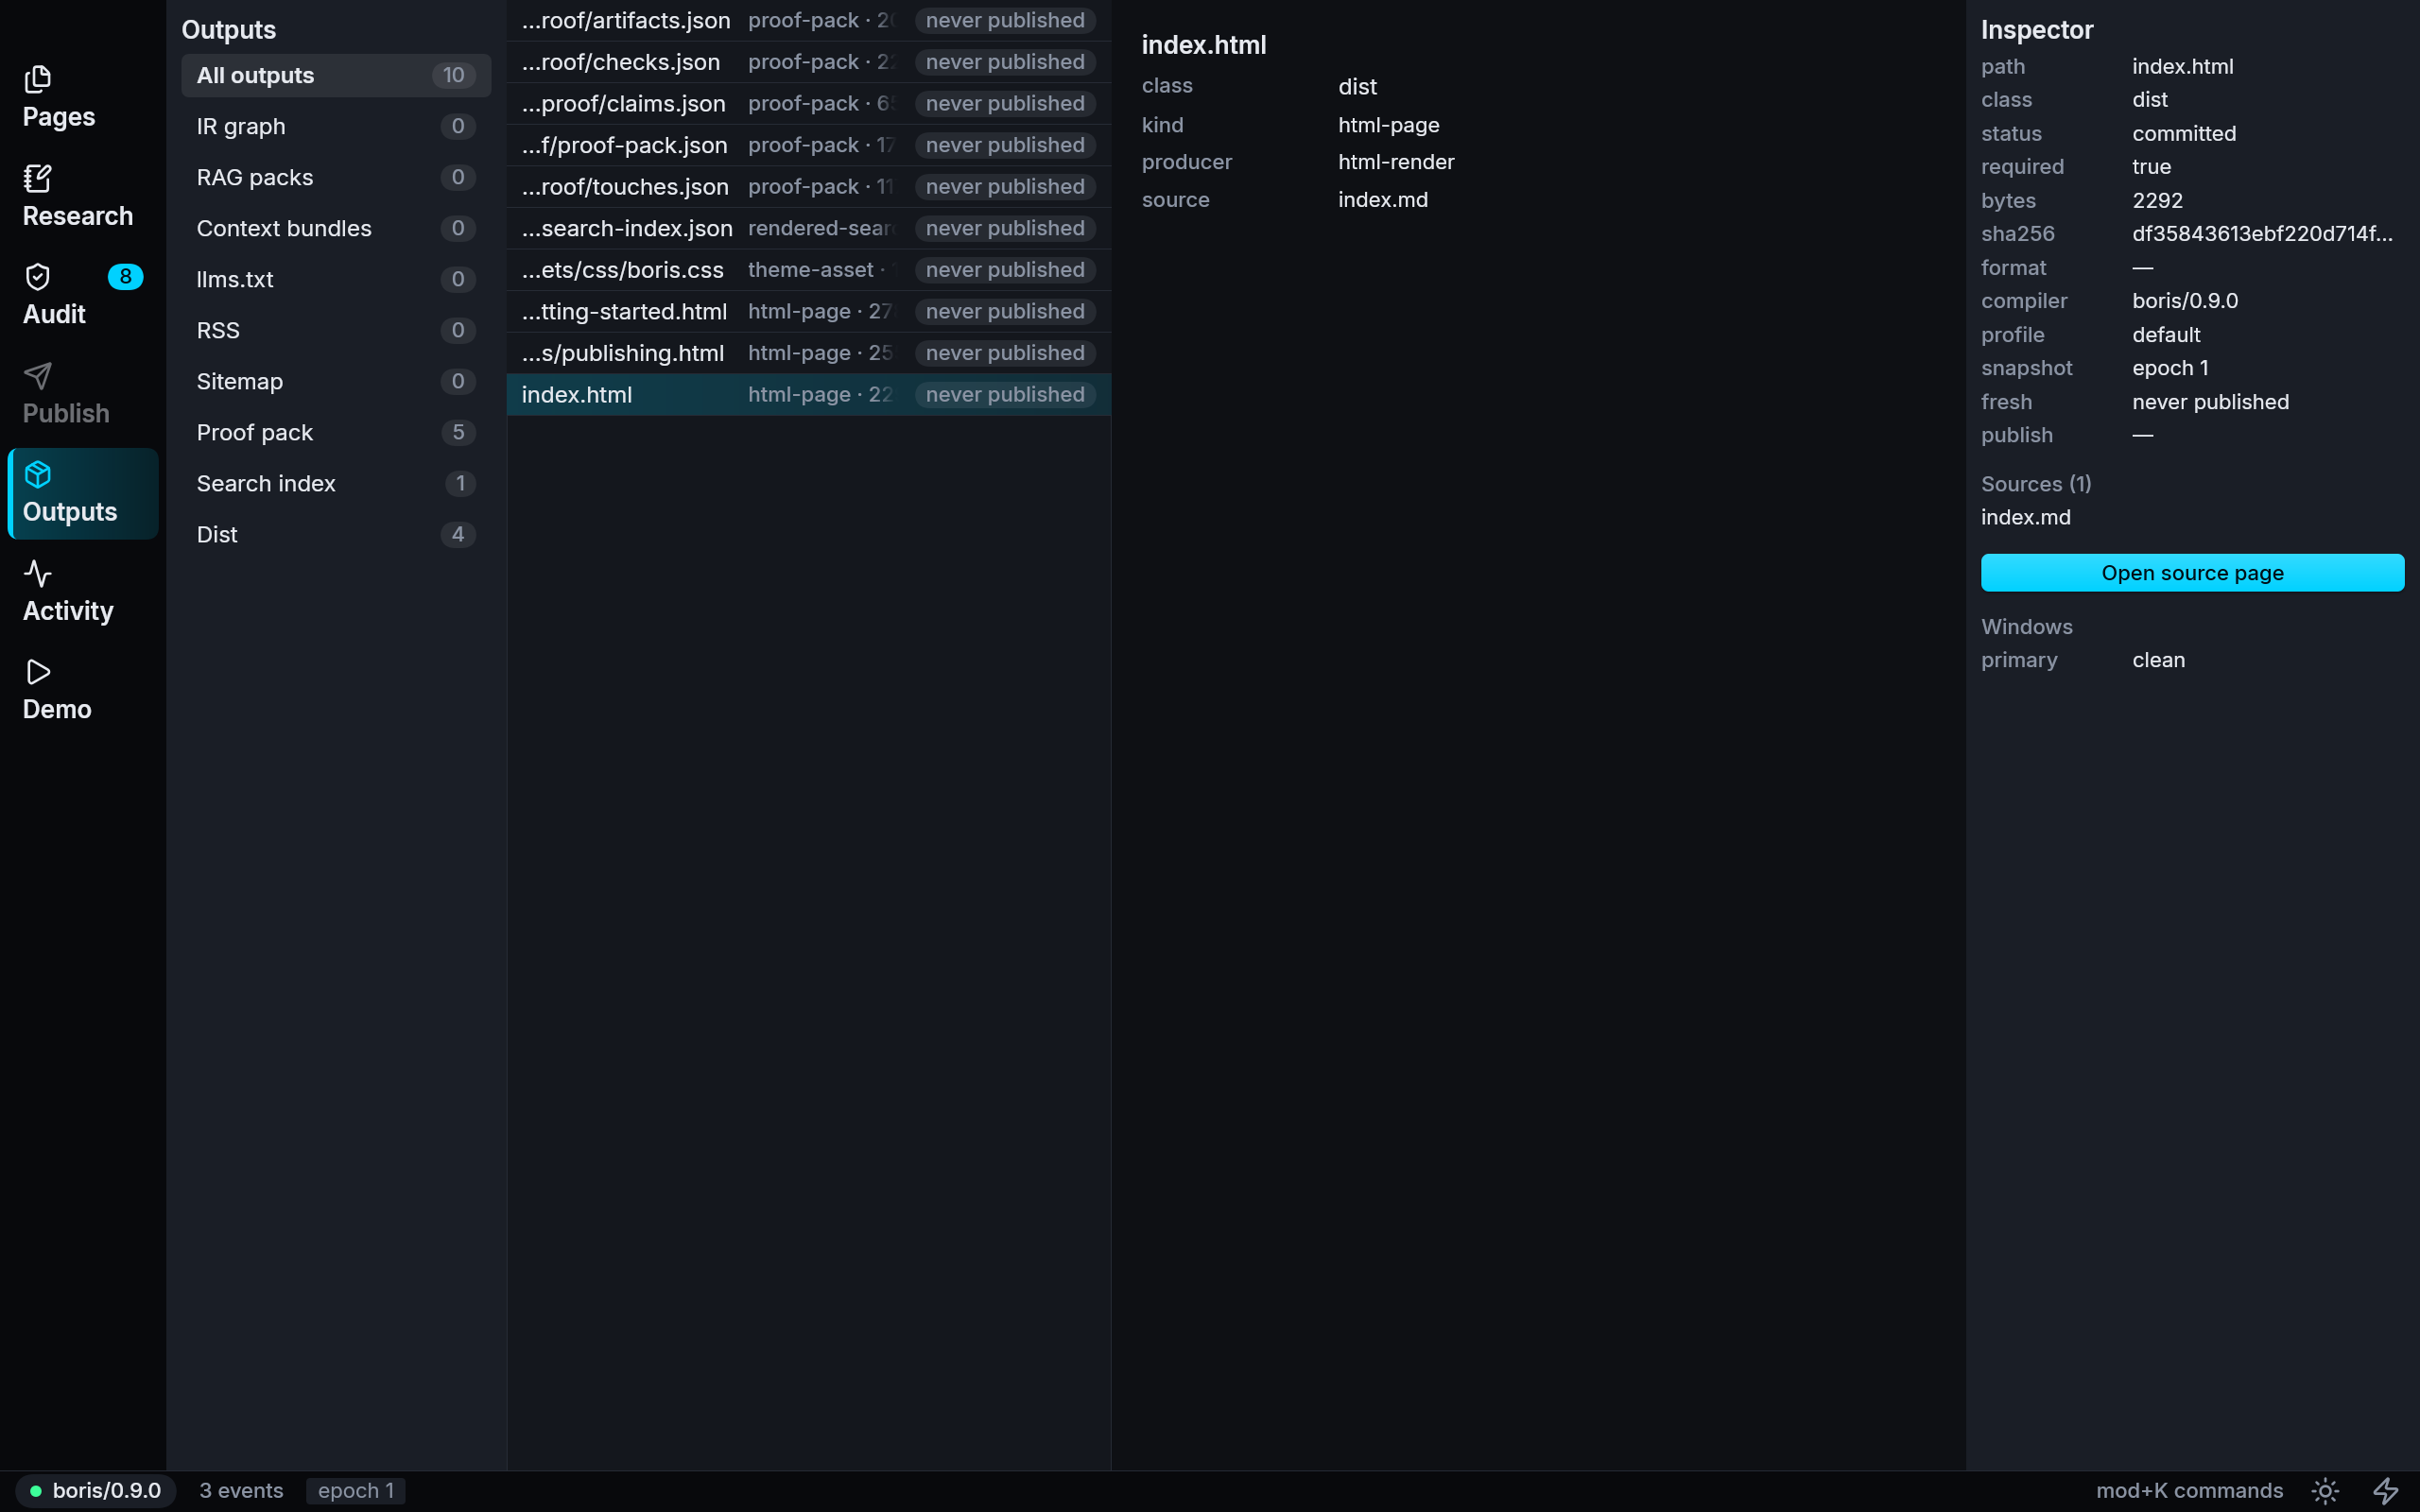 Pages
Research
8
Audit
Publish
Outputs
Activity
Demo
Outputs
All outputs 10
IR graph 0
RAG packs 0
Context bundles 0
llms.txt 0
RSS 0
Sitemap 0
Proof pack 5
Search index 1
Dist 4
...roof/artifacts.json proof-pack · 20 never published
...roof/checks.json proof-pack · 22 never published
...proof/claims.json proof-pack · 65 never published
...f/proof-pack.json proof-pack · 17 never published
...roof/touches.json proof-pack · 11 never published
...search-index.json rendered-sear never published
...ets/css/boris.css theme-asset · never published
...tting-started.html html-page · 27 never published
...s/publishing.html html-page · 25 never published
index.html html-page · 22 never published
index.html
class dist
kind html-page
producer html-render
source index.md
Inspector
path index.html
class dist
status committed
required true
bytes 2292
sha256 df35843613ebf220d714f...
format —
compiler boris/0.9.0
profile default
snapshot epoch 1
fresh never published
publish —
Sources (1)
index.md
Open source page
Windows
primary clean
boris/0.9.0 3 events epoch 1 mod+K commands